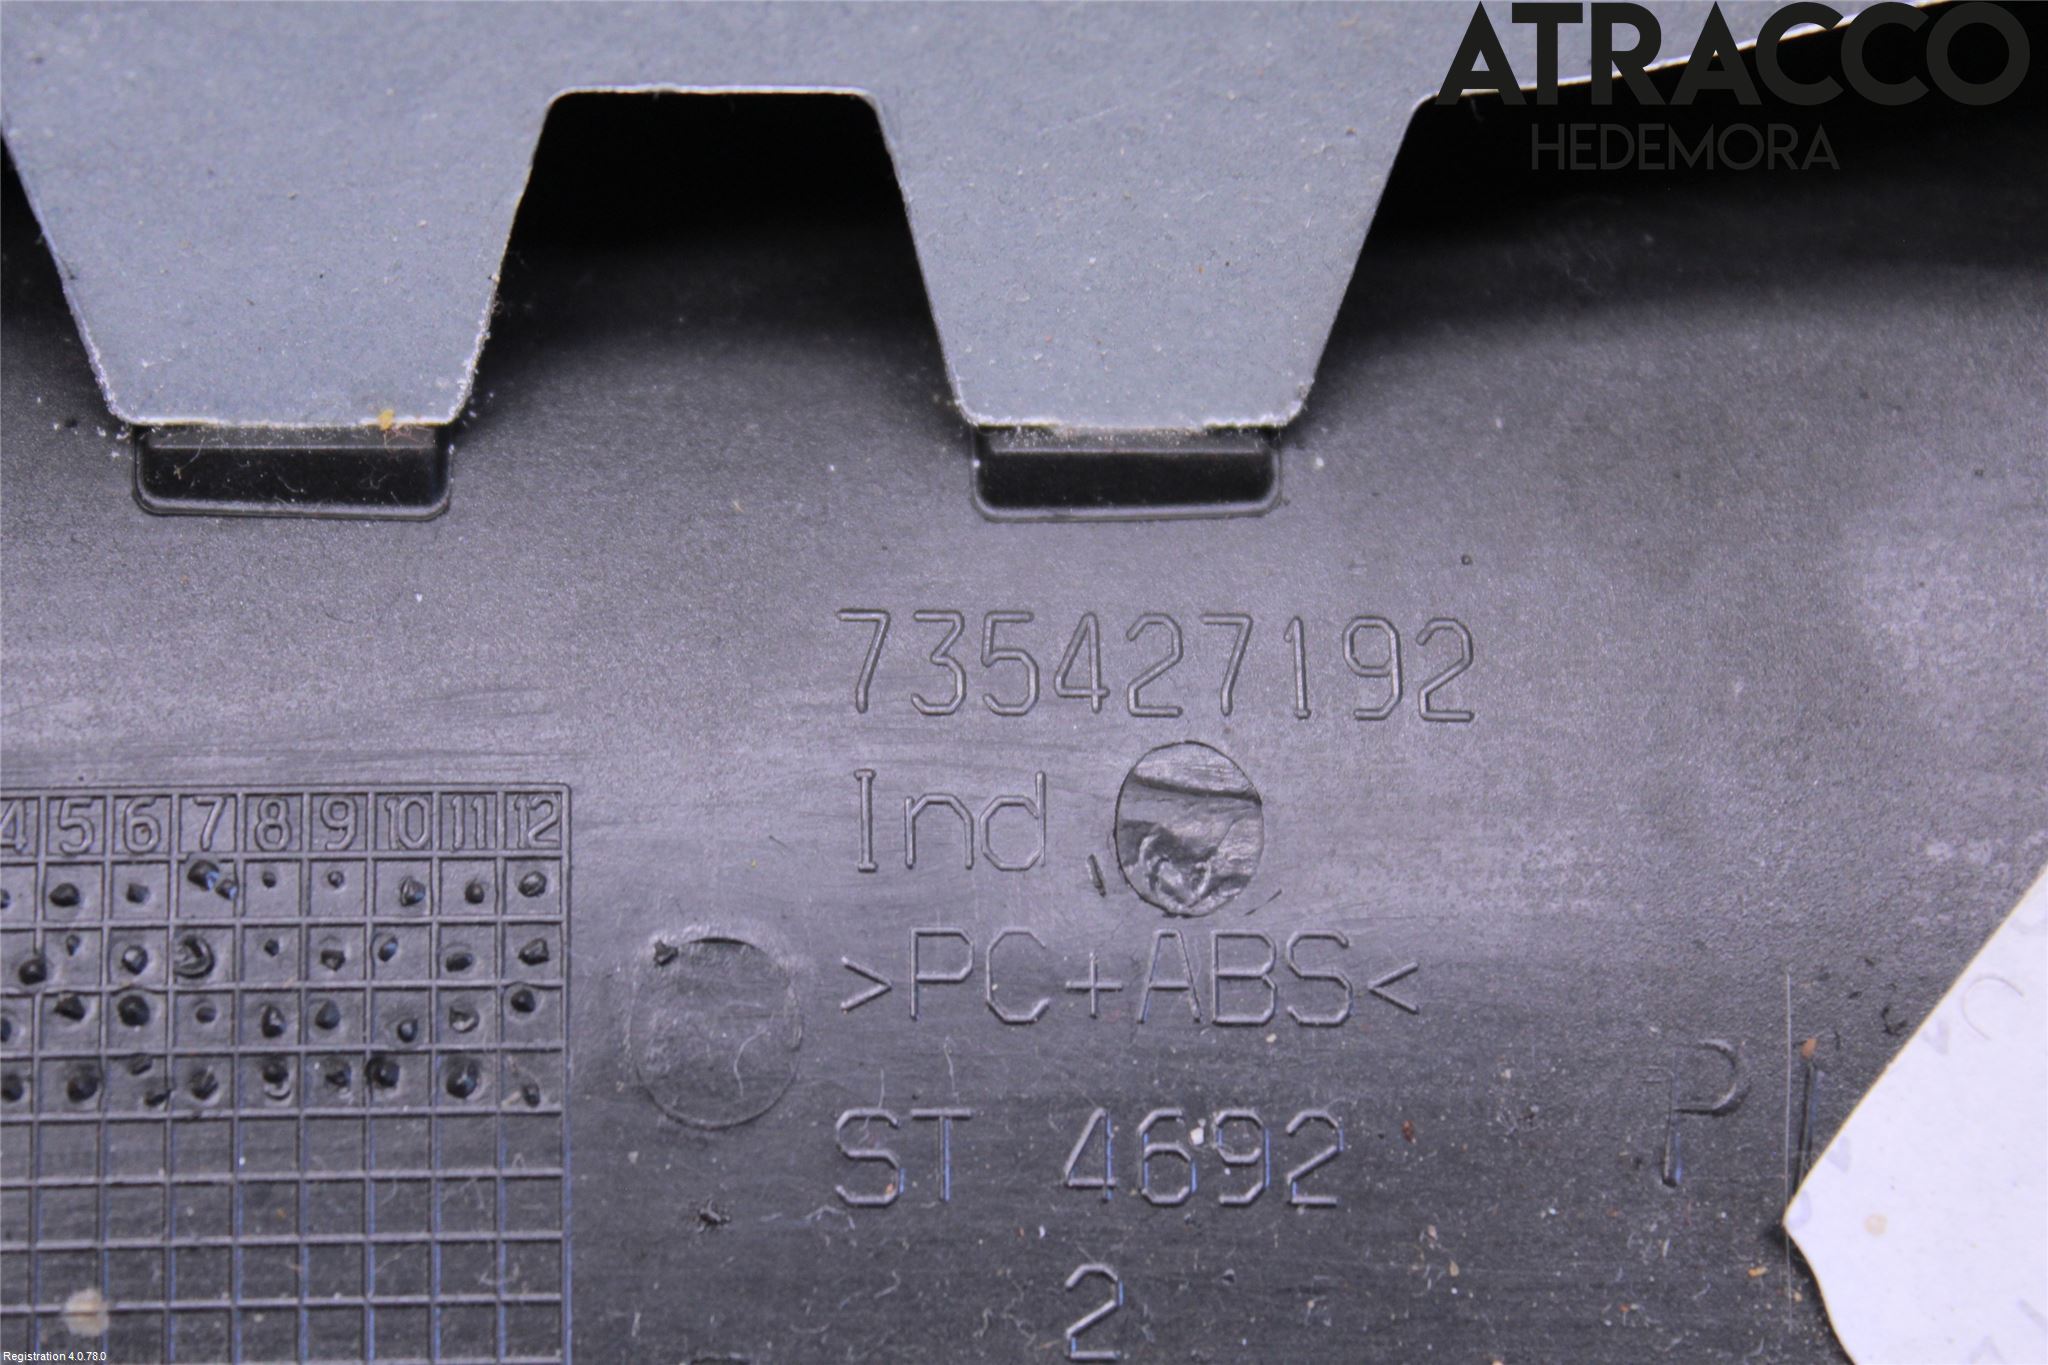 ATRACCO
HEDEMORA
735427192
Ind
4 5 6 7 8 9 10 11 12
>PC+ABS<
ST 4692
2
Registration 4.0.78.0